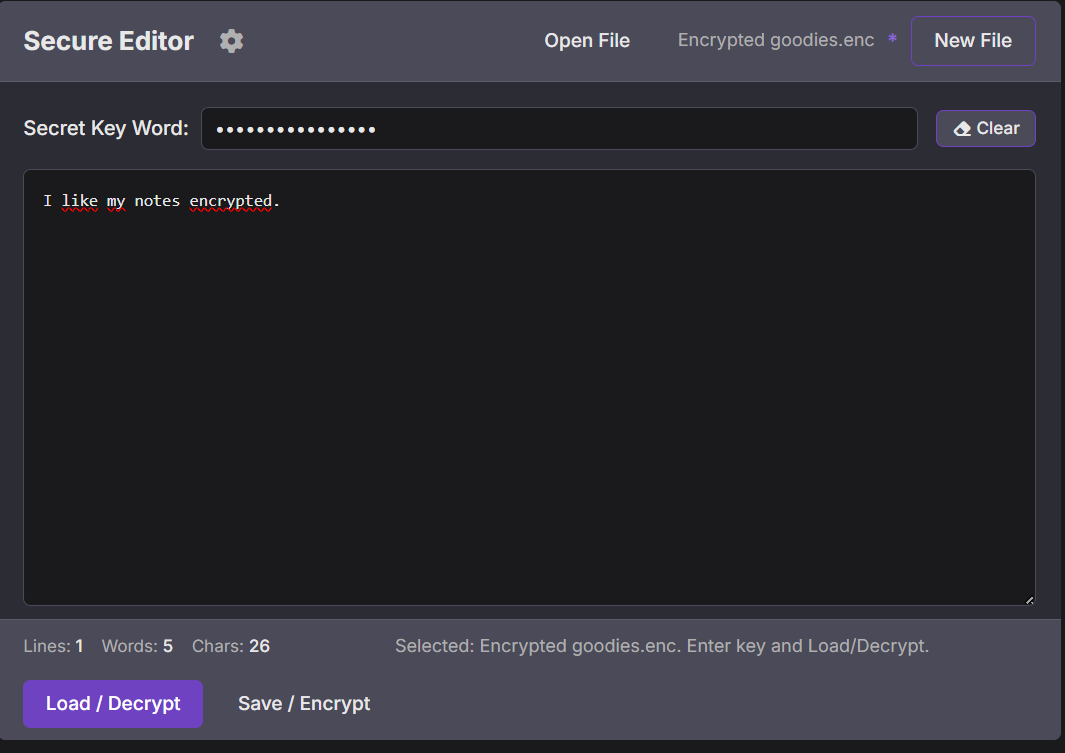 Secure Editor Open File Encrypted goodies.enc * New File
Secret Key Word: •••••••••••••••• Clear
I like my notes encrypted.
Lines: 1 Words: 5 Chars: 26 Selected: Encrypted goodies.enc. Enter key and Load/Decrypt.
Load / Decrypt Save / Encrypt